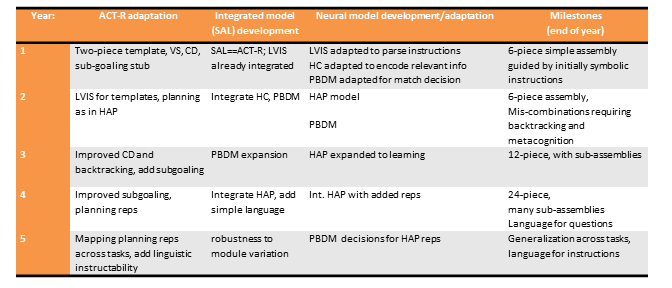 Year: ACT-R adaptation Integrated model Neural model development/adaptation Milestones
(SAL) development (end of year)
1 Two-piece template, VS, CD, SAL==ACT-R; LVIS LVIS adapted to parse instructions 6-piece simple assembly
sub-goaling stub already integrated HC adapted to encode relevant info guided by initially symbolic
PBDM adapted for match decision instructions
2 LVIS for templates, planning Integrate HC, PBDM HAP model 6-piece assembly,
as in HAP Mis-combinations requiring
PBDM backtracking and
metacognition
3 Improved CD and PBDM expansion HAP expanded to learning 12-piece, with sub-assemblies
backtracking, add subgoaling
4 Improved subgoaling, Integrate HAP, add Int. HAP with added reps 24-piece,
planning reps simple language many sub-assemblies
Language for questions
5 Mapping planning reps robustness to PBDM decisions for HAP reps Generalization across tasks,
across tasks, add linguistic module variation language for instructions
instructability